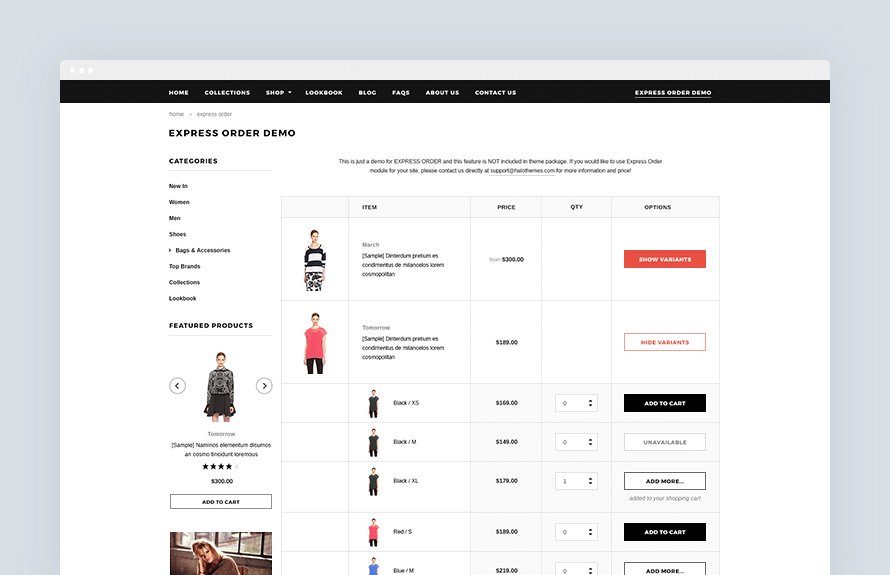 HOME COLLECTIONS SHOP LOOKBOOK BLOG FAQS ABOUT US CONTACT US EXPRESS ORDER DEMO
home › express order
EXPRESS ORDER DEMO
CATEGORIES
New In
Women
Men
Shoes
Bags & Accessories
Top Brands
Collections
Lookbook
FEATURED PRODUCTS
Tomorrow
[Sample] Naminos elementum disumos
an cosmo tincidunt loremous
$300.00
ADD TO CART
This is just a demo for EXPRESS ORDER and this feature is NOT included in theme package. If you would like to use Express Order
module for your site, please contact us directly at support@halothemes.com for more information and price!
ITEM PRICE QTY OPTIONS
March
[Sample] Dinterdum pretium es
condimentus de milancelos lorem
cosmopolitan
from $300.00
SHOW VARIANTS
Tomorrow
[Sample] Dinterdum pretium es
condimentus de milancelos lorem
cosmopolitan
$189.00
HIDE VARIANTS
Black / XS $169.00 0 ADD TO CART
Black / M $149.00 0 UNAVAILABLE
Black / XL $179.00 1 ADD MORE...
added to your shopping cart
Red / S $189.00 0 ADD TO CART
Blue / M $219.00 0 ADD MORE...